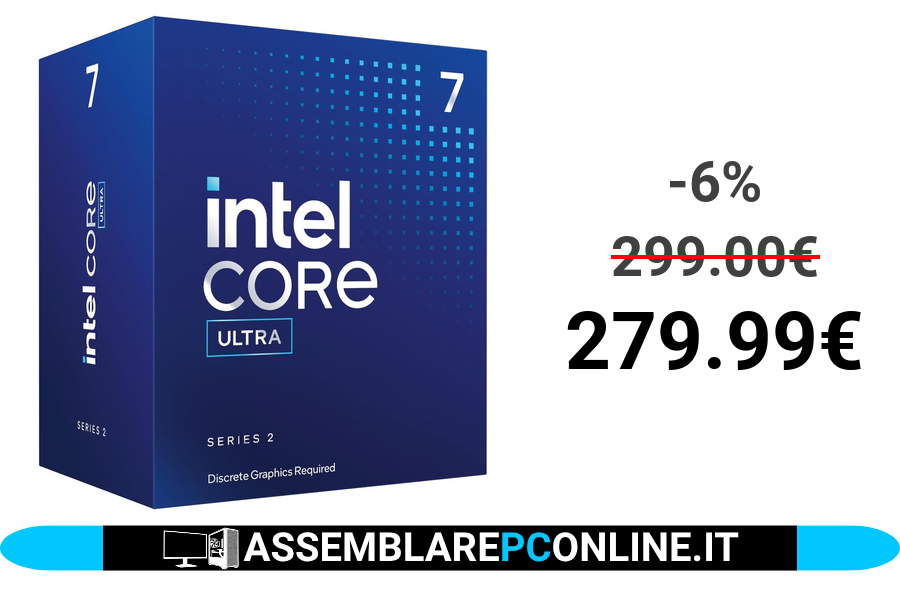 7
intel CORE ULTRA
SERIES 2
7
intel
CORE
ULTRA
SERIES 2
Discrete Graphics Required
-6%
299.00€
279.99€
ASSEMBLAREPCONLINE.IT